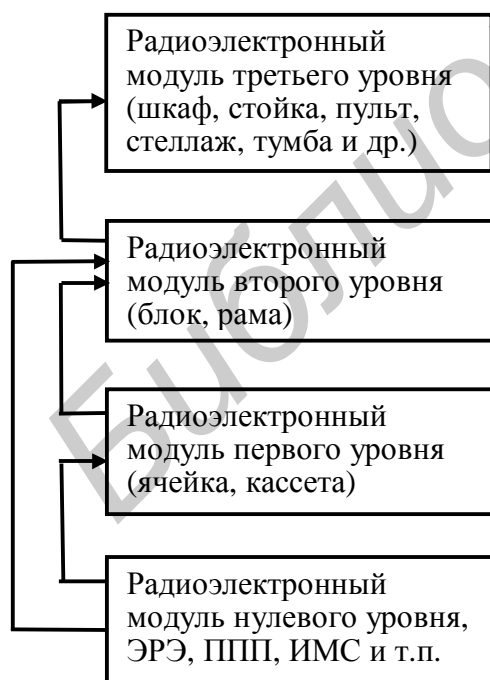 Радиоэлектронный
модуль третьего уровня
(шкаф, стойка, пульт,
стеллаж, тумба и др.)
Радиоэлектронный
модуль второго уровня
(блок, рама)
Радиоэлектронный
модуль первого уровня
(ячейка, кассета)
Радиоэлектронный
модуль нулевого уровня,
ЭРЭ, ППП, ИМС и т.п.
Библио